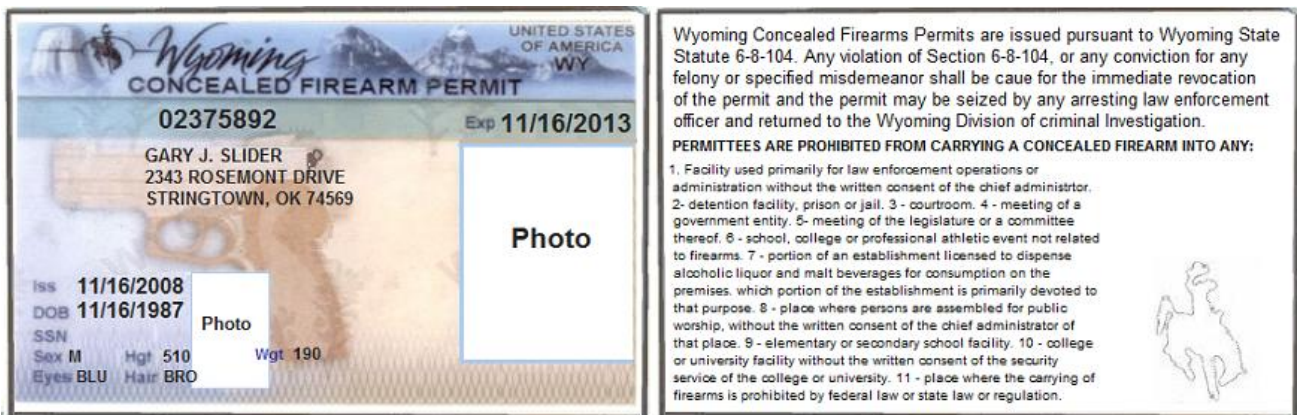 Wyoming
UNITED STATES
OF AMERICA
WY
CONCEALED FIREARM PERMIT
02375892
Exp 11/16/2013
GARY J. SLIDER
2343 ROSEMONT DRIVE
STRINGTOWN, OK 74569
Photo
Iss 11/16/2008
DOB 11/16/1987
Photo
SSN
Sex M Hgt 510 Wgt 190
Eyes BLU Hair BRO
Wyoming Concealed Firearms Permits are issued pursuant to Wyoming State
Statute 6-8-104. Any violation of Section 6-8-104, or any conviction for any
felony or specified misdemeanor shall be caue for the immediate revocation
of the permit and the permit may be seized by any arresting law enforcement
officer and returned to the Wyoming Division of criminal Investigation.
PERMITTEES ARE PROHIBITED FROM CARRYING A CONCEALED FIREARM INTO ANY:
1. Facility used primarily for law enforcement operations or
administration without the written consent of the chief administrtor.
2- detention facility, prison or jail. 3 - courtroom. 4 - meeting of a
government entity. 5- meeting of the legislature or a committee
thereof. 6 - school, college or professional athletic event not related
to firearms. 7 - portion of an establishment licensed to dispense
alcoholic liquor and malt beverages for consumption on the
premises. which portion of the establishment is primarily devoted to
that purpose. 8 - place where persons are assembled for public
worship, without the written consent of the chief administrator of
that place. 9 - elementary or secondary school facility. 10 - college
or university facility without the written consent of the security
service of the college or university. 11 - place where the carrying of
firearms is prohibited by federal law or state law or regulation.